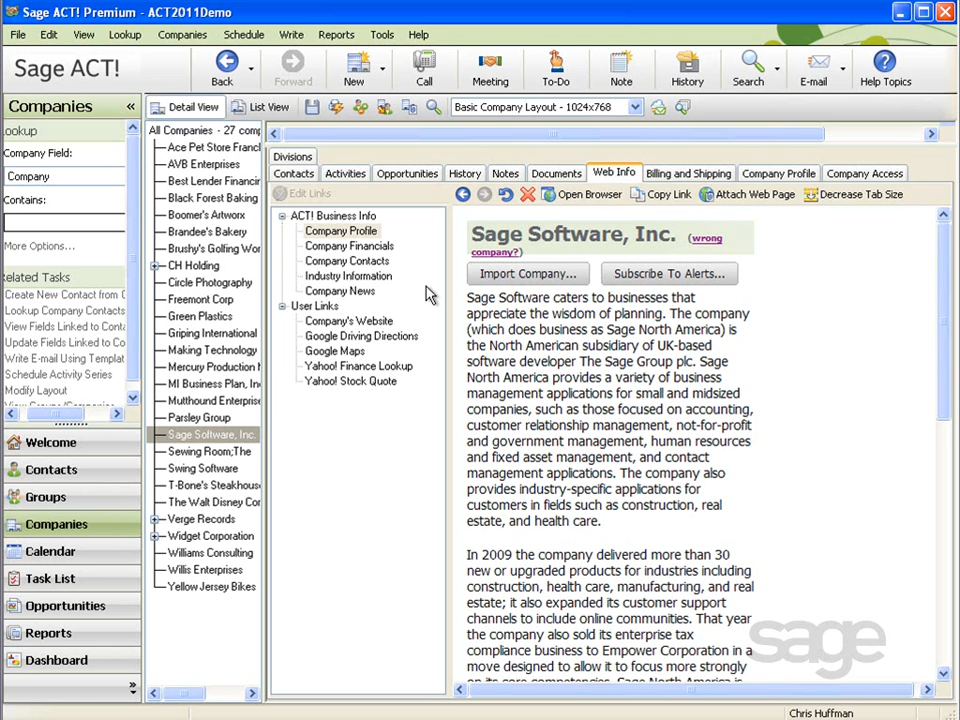 Sage ACT! Premium - ACT2011Demo
File Edit View Lookup Companies Schedule Write Reports Tools Help
Sage ACT!
Back Forward New Call Meeting To-Do Note History Search E-mail Help Topics
Companies «
Detail View List View Basic Company Layout - 1024x768
ookup
Company Field:
Company
Contains:
More Options...
elated Tasks
Create New Contact from C
Lookup Company Contacts
View Fields Linked to Conta
Update Fields Linked to Co
Write E-mail Using Templat
Schedule Activity Series
Modify Layout
Welcome
Contacts
Groups
Companies
Calendar
Task List
Opportunities
Reports
Dashboard
»
All Companies - 27 comp
Ace Pet Store Franch
AVB Enterprises
Best Lender Financin
Black Forest Baking
Boomer's Artworx
Brandee's Bakery
Brushy's Golfing Wor
CH Holding
Circle Photography
Freemont Corp
Green Plastics
Griping International
Making Technology
Mercury Production
MI Business Plan, Inc
Mutthound Enterprise
Parsley Group
Sage Software, Inc.
Sewing Room;The
Swing Software
T-Bone's Steakhous
The Walt Disney Cor
Verge Records
Widget Corporation
Williams Consulting
Willis Enterprises
Yellow Jersey Bikes
Divisions
Contacts Activities Opportunities History Notes Documents Web Info Billing and Shipping Company Profile Company Access
Edit Links
Open Browser Copy Link Attach Web Page Decrease Tab Size
ACT! Business Info
Company Profile
Company Financials
Company Contacts
Industry Information
Company News
User Links
Company's Website
Google Driving Directions
Google Maps
Yahoo! Finance Lookup
Yahoo! Stock Quote
Sage Software, Inc. (wrong
company?)
Import Company... Subscribe To Alerts...
Sage Software caters to businesses that
appreciate the wisdom of planning. The company
(which does business as Sage North America) is
the North American subsidiary of UK-based
software developer The Sage Group plc. Sage
North America provides a variety of business
management applications for small and midsized
companies, such as those focused on accounting,
customer relationship management, not-for-profit
and government management, human resources
and fixed asset management, and contact
management applications. The company also
provides industry-specific applications for
customers in fields such as construction, real
estate, and health care.
In 2009 the company delivered more than 30
new or upgraded products for industries including
construction, health care, manufacturing, and real
estate; it also expanded its customer support
channels to include online communities. That year
the company also sold its enterprise tax
compliance business to Empower Corporation in a
move designed to allow it to focus more strongly
on its core competencies. Sage North America is
sage
Chris Huffman